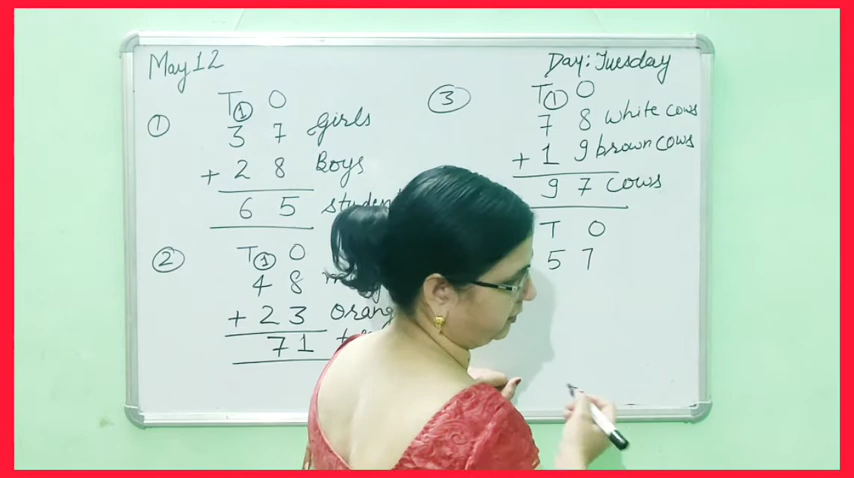 May 12
Day: Tuesday
①
T ① O
3 7 girls
+ 2 8 Boys
6 5
②
T ① O
4 8
+ 2 3
7 1
③
T ① O
7 8 white cows
+ 1 9 brown cows
9 7 cows
T O
5 7